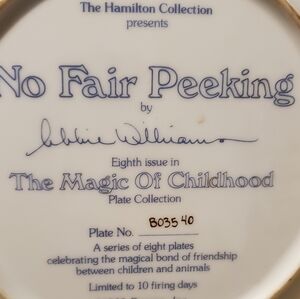 The Hamilton Collection
presents
No Fair Peeking
by
Abbie Williams
Eighth issue in
The Magic Of Childhood
Plate Collection
Plate No. B035 40
A series of eight plates
celebrating the magical bond of friendship
between children and animals
Limited to 10 firing days